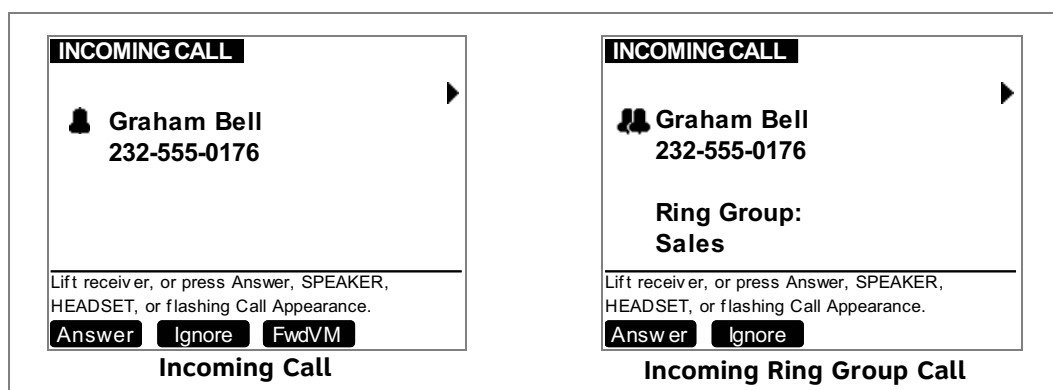 INCOMING CALL
Graham Bell
232-555-0176
Lift receiver, or press Answer, SPEAKER,
HEADSET, or flashing Call Appearance.
Answer Ignore FwdVM
Incoming Call
INCOMING CALL
Graham Bell
232-555-0176
Ring Group:
Sales
Lift receiver, or press Answer, SPEAKER,
HEADSET, or flashing Call Appearance.
Answer Ignore
Incoming Ring Group Call